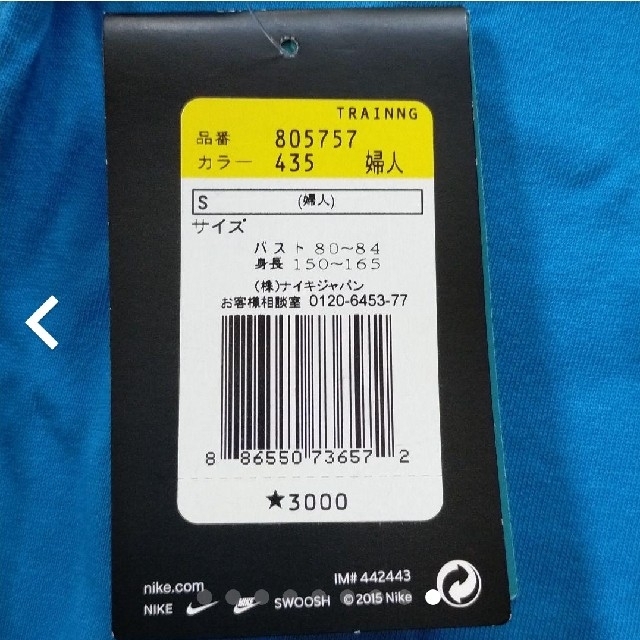 TRAINNG
品番 805757
カラー 435 婦人
S (婦人)
サイズ
バスト 80~84
身長 150~165
(株)ナイキジャパン
お客様相談室 0120-6453-77
8 86550 73657 2
★3000
nike.com IM# 442443
NIKE SWOOSH © 2015 Nike